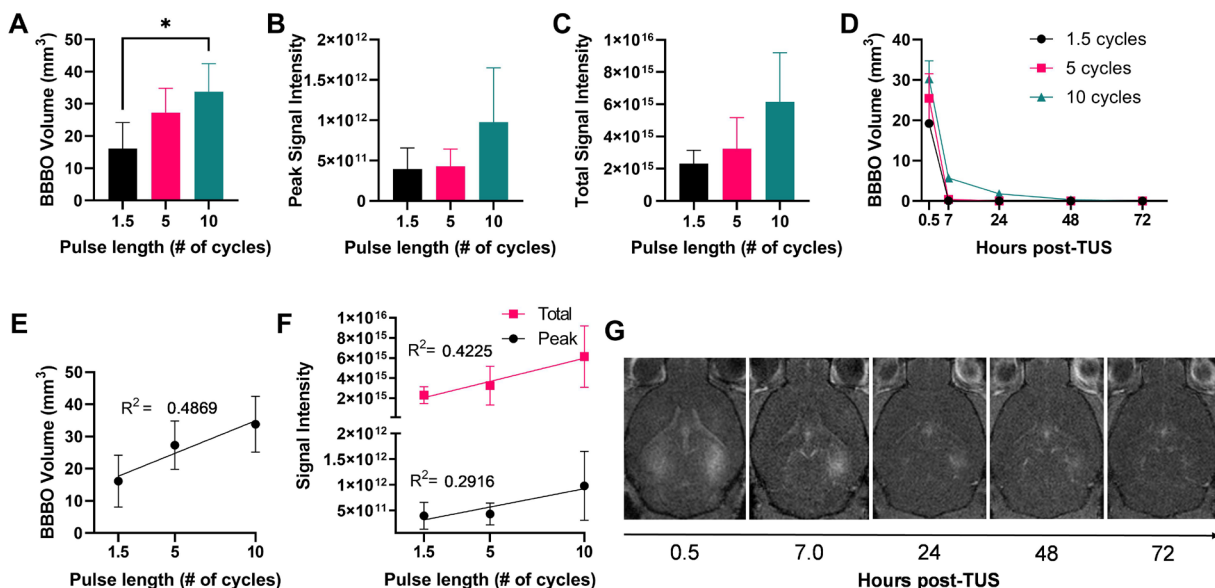 A
BBBO Volume (mm³)
50
40
30
20
10
0
*
1.5
5
10
Pulse length (# of cycles)
B
Peak Signal Intensity
2×10¹²
1.5×10¹²
1×10¹²
5×10¹¹
0
1.5
5
10
Pulse length (# of cycles)
C
Total Signal Intensity
1×10¹⁶
8×10¹⁵
6×10¹⁵
4×10¹⁵
2×10¹⁵
0
1.5
5
10
Pulse length (# of cycles)
D
BBBO Volume (mm³)
40
30
20
10
0
1.5 cycles
5 cycles
10 cycles
0.5
7
24
48
72
Hours post-TUS
E
BBBO Volume (mm³)
50
40
30
20
10
0
R² = 0.4869
1.5
5
10
Pulse length (# of cycles)
F
Signal Intensity
Total
Peak
1×10¹⁶
8×10¹⁵
6×10¹⁵
4×10¹⁵
2×10¹⁵
R² = 0.4225
2×10¹²
1.5×10¹²
1×10¹²
5×10¹¹
R² = 0.2916
1.5
5
10
Pulse length (# of cycles)
G
0.5
7.0
24
48
72
Hours post-TUS